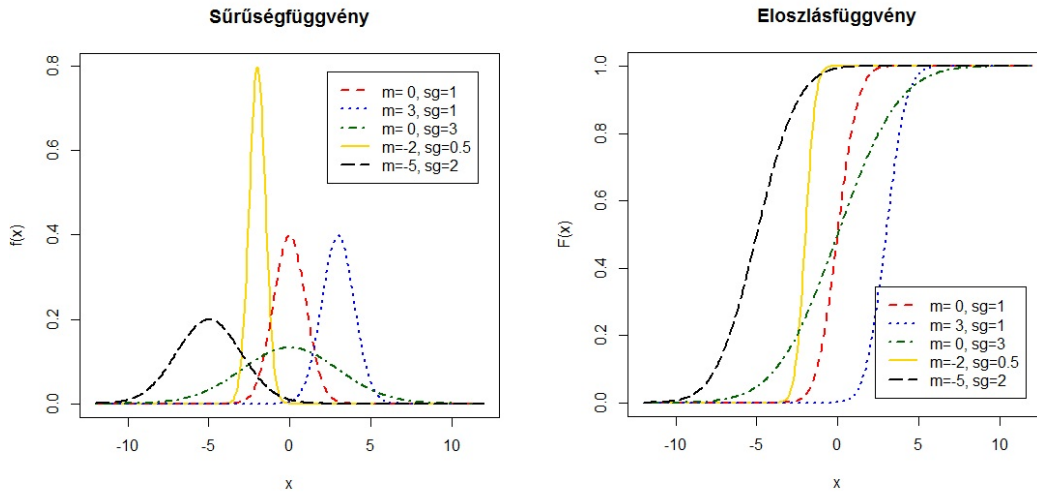 Sűrűségfüggvény
f(x)
0.8
0.6
0.4
0.2
0.0
m= 0, sg=1
m= 3, sg=1
m= 0, sg=3
m=-2, sg=0.5
m=-5, sg=2
-10 -5 0 5 10
x
Eloszlásfüggvény
F(x)
1.0
0.8
0.6
0.4
0.2
0.0
m= 0, sg=1
m= 3, sg=1
m= 0, sg=3
m=-2, sg=0.5
m=-5, sg=2
-10 -5 0 5 10
x